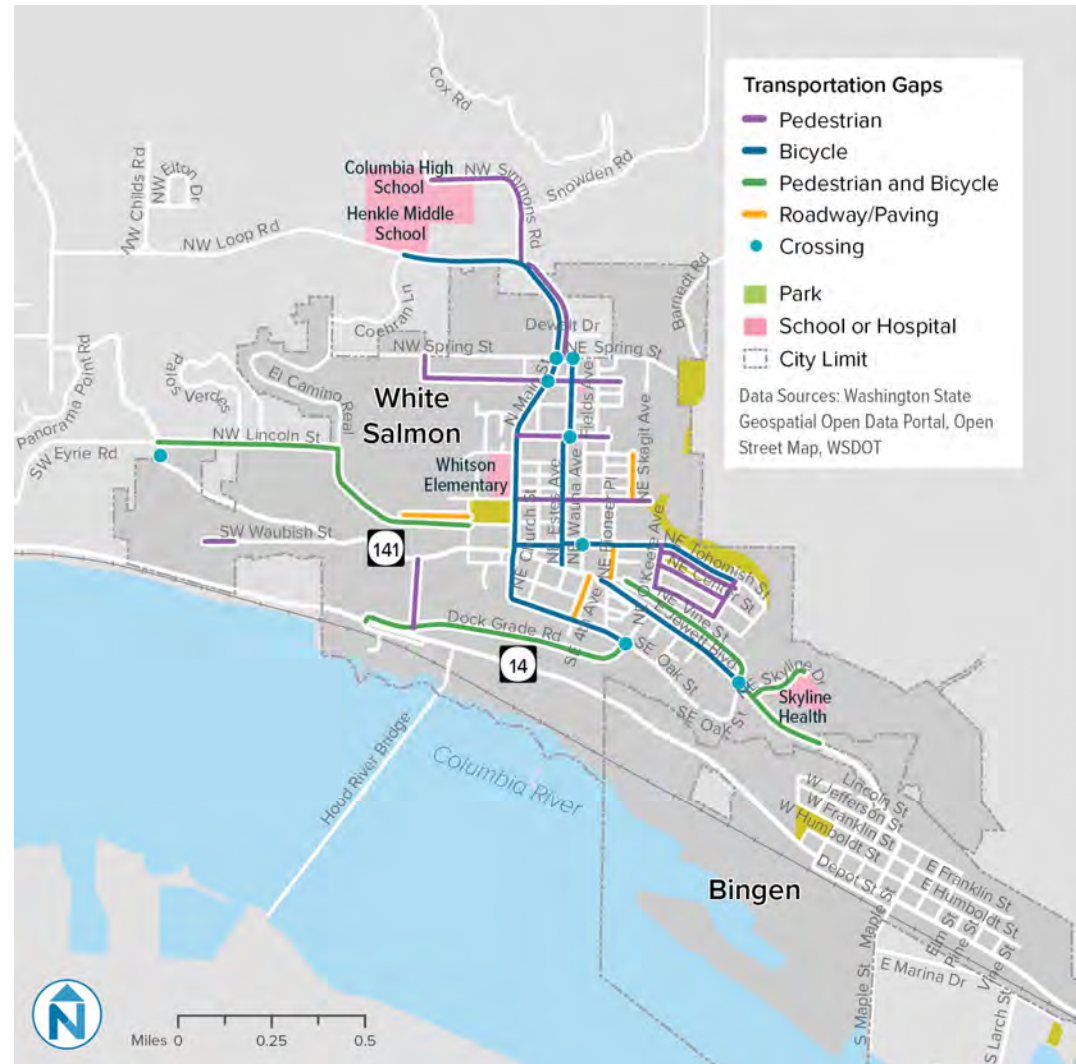 Transportation Gaps
Pedestrian
Bicycle
Pedestrian and Bicycle
Roadway/Paving
Crossing
Park
School or Hospital
City Limit
Data Sources: Washington State
Geospatial Open Data Portal, Open
Street Map, WSDOT
Cox Rd
NW Elton Dr
NW Childs Rd
Columbia High
School
Henkle Middle
School
NW Simmons Rd
Snowden Rd
NW Loop Rd
Cochran Ln
Barnedt Rd
Dewelt Dr
NW Spring St
NE Spring St
Panorama Point Rd
Palos
Verdes
El Camino Real
White
Salmon
N Main St
Fields Ave
NW Lincoln St
SW Eyrie Rd
Whitson
Elementary
NE Church St
NE Estes Ave
NE Wauna Ave
NE Pioneer Pl
NE Skagit Ave
SW Waubish St
141
NE O'Keefe Ave
NE Tohomish St
NE Center St
NE Vine St
E Jewett Blvd
Dock Grade Rd
SE 4th Ave
14
SE Oak St
SE Oak
St
NE Skyline Dr
Skyline
Health
Hood River Bridge
Columbia River
Lincoln St
W Jefferson St
W Franklin St
W Humboldt St
Depot St
E Franklin St
E Humboldt St
Bingen
Maple St
Elm St
Pine St
Vine St
E Marina Dr
S Maple St
S Larch St
N
Miles 0 0.25 0.5